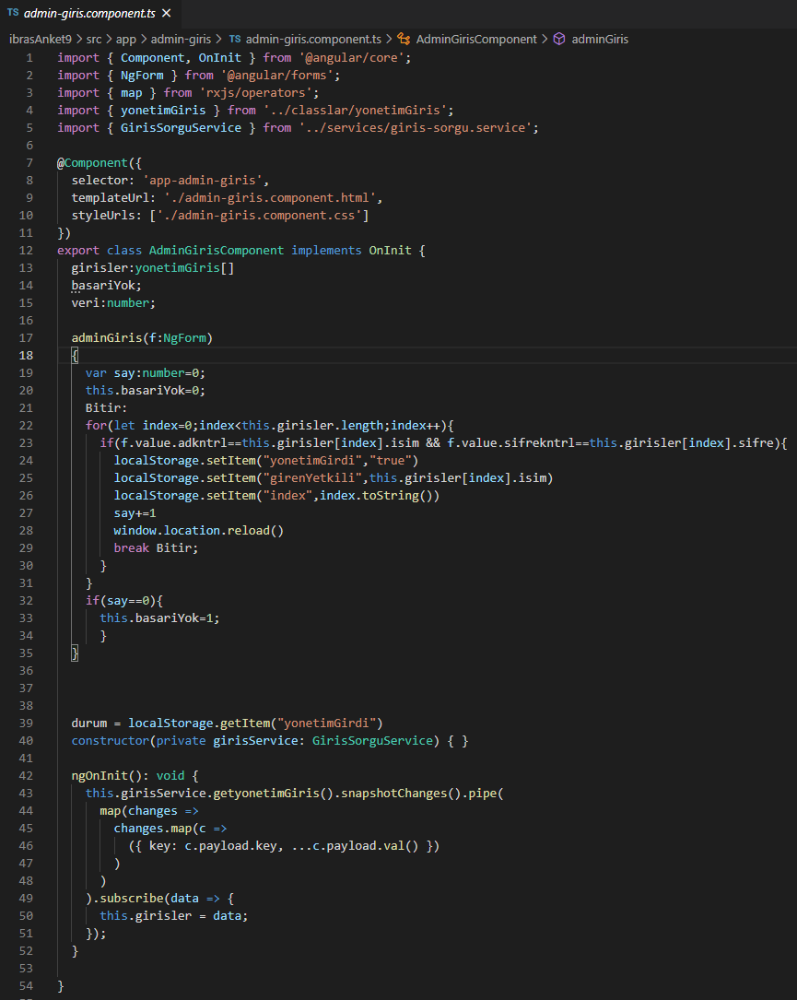 TS admin-giris.component.ts ×
ibrasAnket9 > src > app > admin-giris > TS admin-giris.component.ts > AdminGirisComponent > adminGiris
1 import { Component, OnInit } from '@angular/core';
2 import { NgForm } from '@angular/forms';
3 import { map } from 'rxjs/operators';
4 import { yonetimGiris } from '../classlar/yonetimGiris';
5 import { GirisSorguService } from '../services/giris-sorgu.service';
6
7 @Component({
8   selector: 'app-admin-giris',
9   templateUrl: './admin-giris.component.html',
10   styleUrls: ['./admin-giris.component.css']
11 })
12 export class AdminGirisComponent implements OnInit {
13   girisler:yonetimGiris[]
14   basariYok;
15   veri:number;
16
17   adminGiris(f:NgForm)
18   {
19     var say:number=0;
20     this.basariYok=0;
21     Bitir:
22     for(let index=0;index<this.girisler.length;index++){
23       if(f.value.adkntrl==this.girisler[index].isim && f.value.sifrekntrl==this.girisler[index].sifre){
24         localStorage.setItem("yonetimGirdi","true")
25         localStorage.setItem("girenYetkili",this.girisler[index].isim)
26         localStorage.setItem("index",index.toString())
27         say+=1
28         window.location.reload()
29         break Bitir;
30       }
31     }
32     if(say==0){
33       this.basariYok=1;
34       }
35   }
36
37
38
39   durum = localStorage.getItem("yonetimGirdi")
40   constructor(private girisService: GirisSorguService) { }
41
42   ngOnInit(): void {
43     this.girisService.getyonetimGiris().snapshotChanges().pipe(
44       map(changes =>
45         changes.map(c =>
46           ({ key: c.payload.key, ...c.payload.val() })
47         )
48       )
49     ).subscribe(data => {
50       this.girisler = data;
51     });
52   }
53
54 }